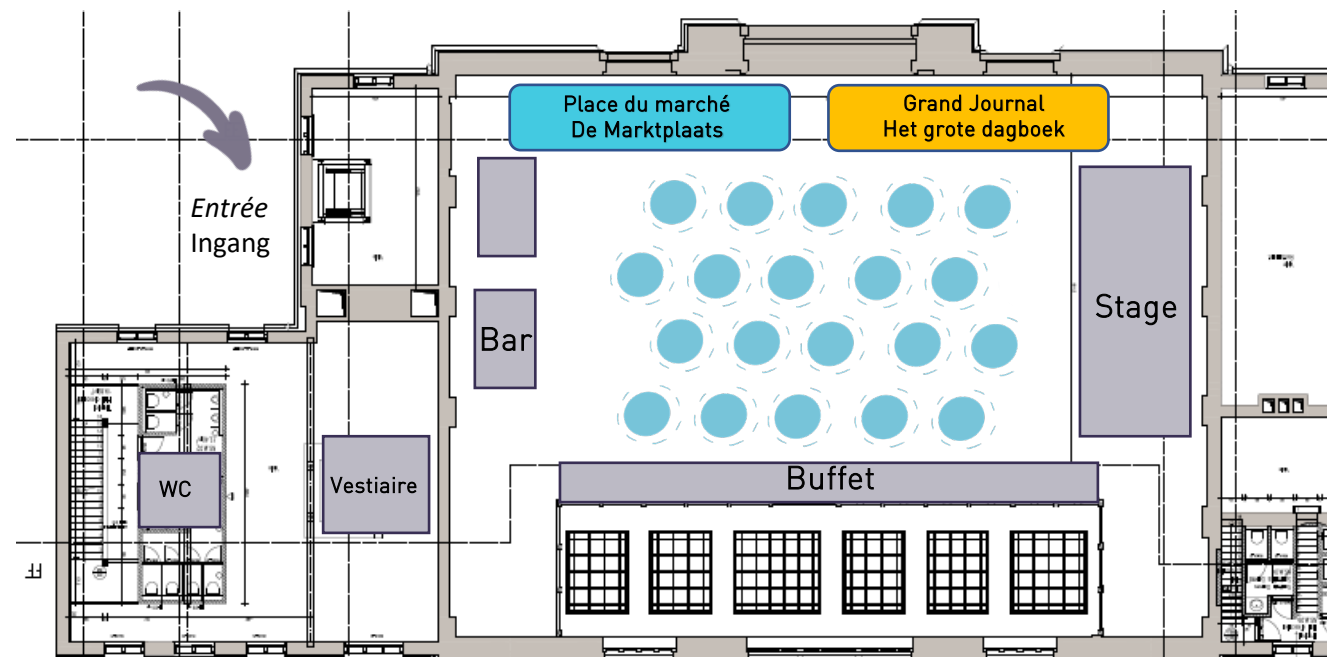 Place du marché
De Marktplaats
Grand Journal
Het grote dagboek
Entrée
Ingang
Bar
Stage
Buffet
WC
Vestiaire